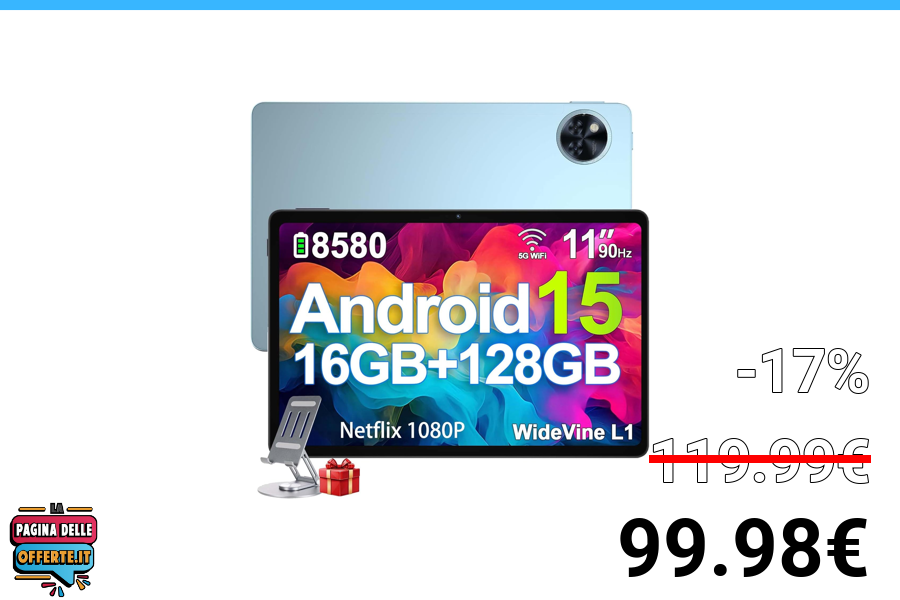 8580
5G WiFi
11″
90Hz
Android 15
16GB+128GB
Netflix 1080P
WideVine L1
-17%
119.99€
99.98€
LA
PAGINA DELLE
OFFERTE.IT